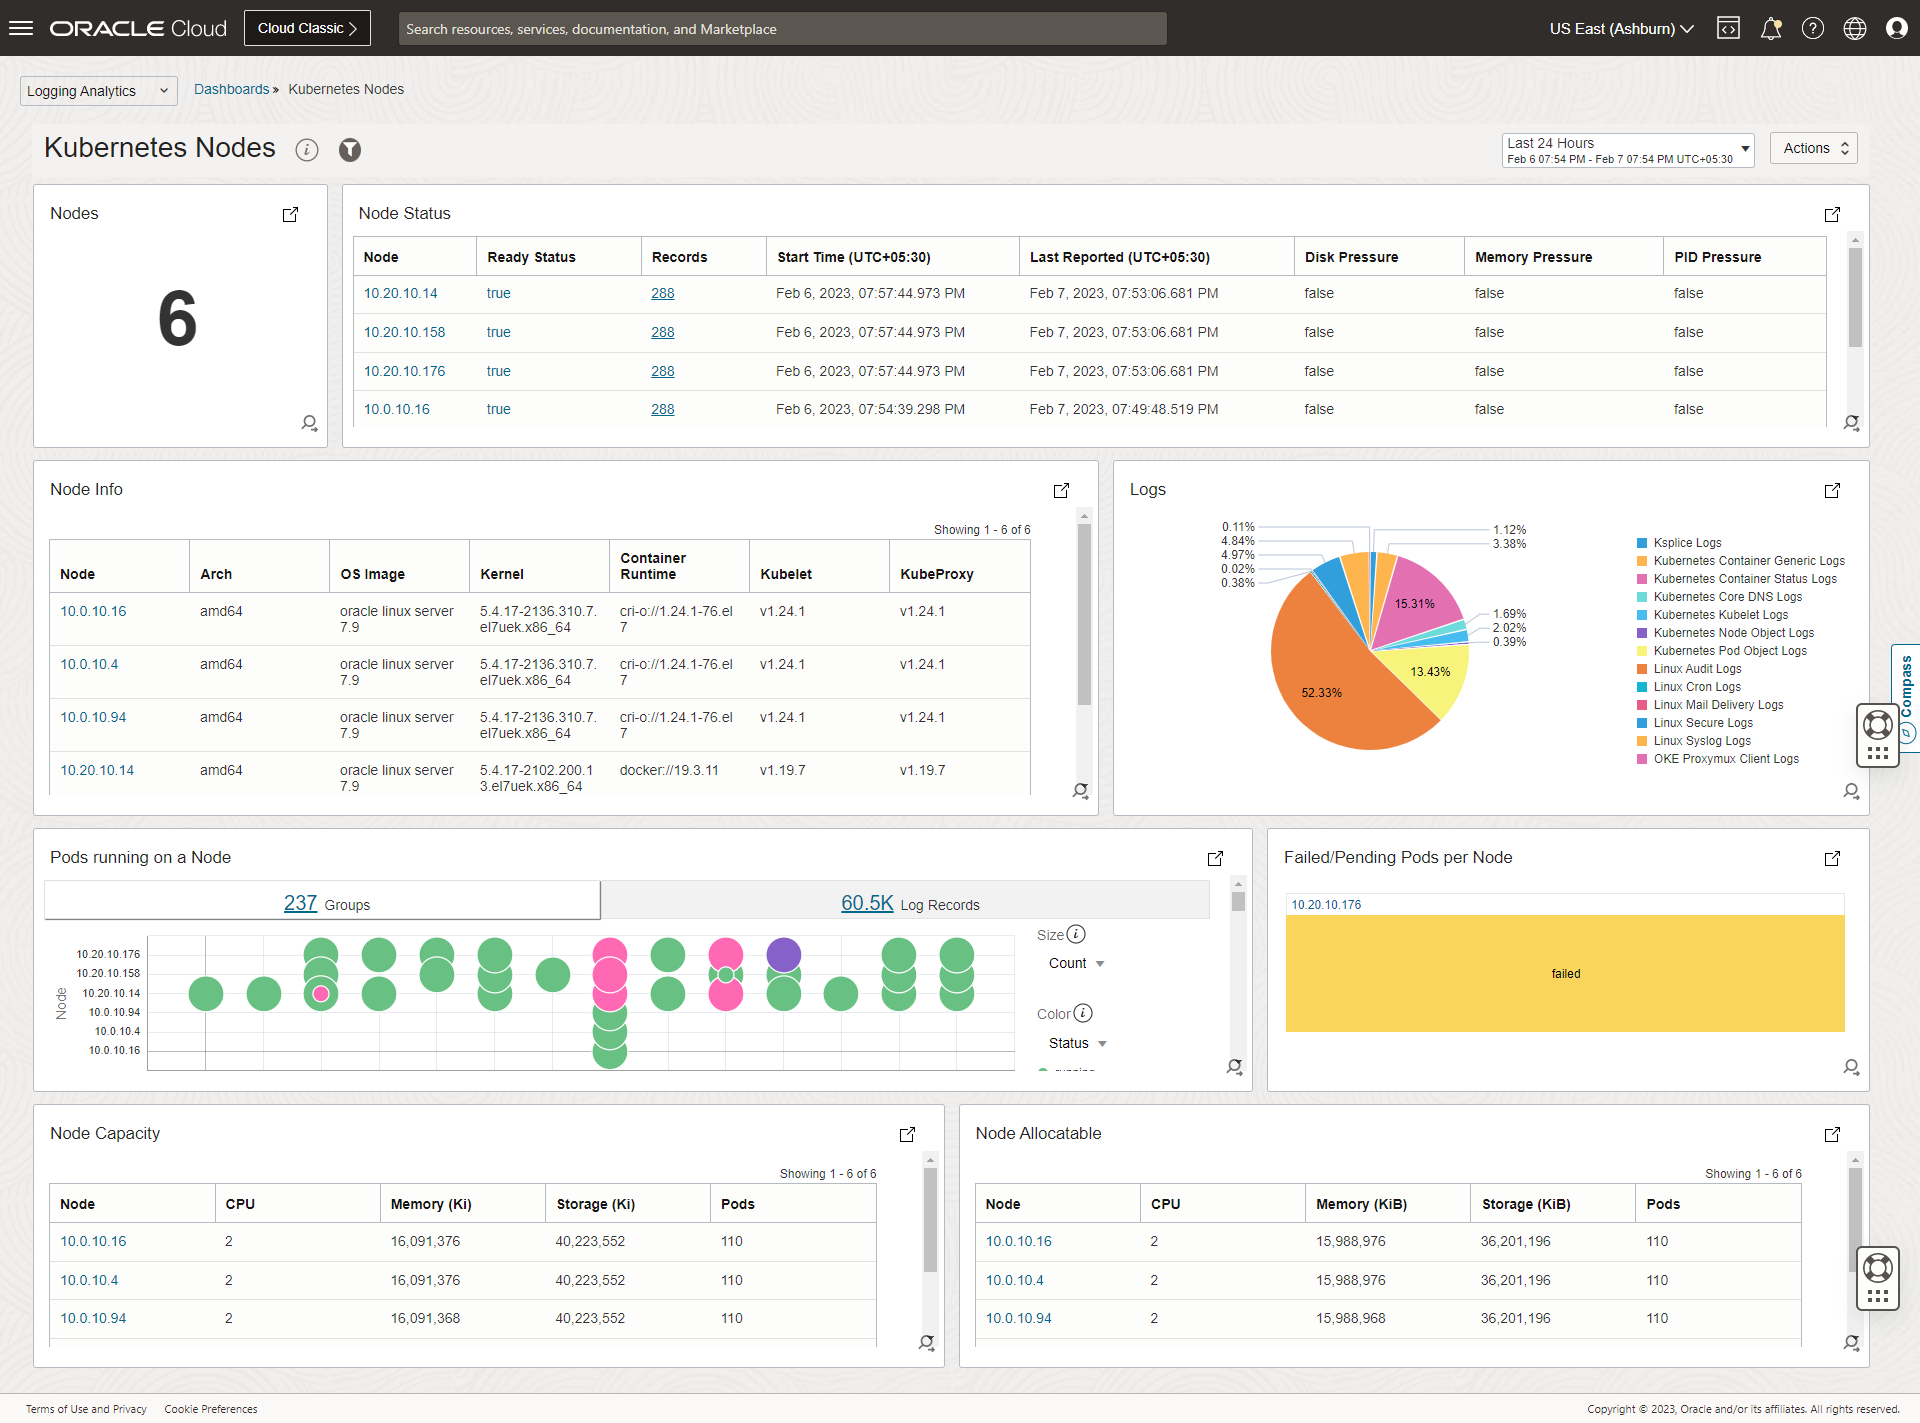 ORACLE Cloud
Cloud Classic
Search resources, services, documentation, and Marketplace
US East (Ashburn)
Logging Analytics
Dashboards » Kubernetes Nodes
Kubernetes Nodes
Last 24 Hours
Feb 6 07:54 PM - Feb 7 07:54 PM UTC+05:30
Actions
Nodes
6
Node Status
Node Ready Status Records Start Time (UTC+05:30) Last Reported (UTC+05:30) Disk Pressure Memory Pressure PID Pressure
10.20.10.14 true 288 Feb 6, 2023, 07:57:44.973 PM Feb 7, 2023, 07:53:06.681 PM false false false
10.20.10.158 true 288 Feb 6, 2023, 07:57:44.973 PM Feb 7, 2023, 07:53:06.681 PM false false false
10.20.10.176 true 288 Feb 6, 2023, 07:57:44.973 PM Feb 7, 2023, 07:53:06.681 PM false false false
10.0.10.16 true 288 Feb 6, 2023, 07:54:39.298 PM Feb 7, 2023, 07:49:48.519 PM false false false
Node Info
Showing 1 - 6 of 6
Node Arch OS Image Kernel Container Runtime Kubelet KubeProxy
10.0.10.16 amd64 oracle linux server 5.4.17-2136.310.7. cri-o://1.24.1-76.el v1.24.1 v1.24.1
7.9 el7uek.x86_64 7
10.0.10.4 amd64 oracle linux server 5.4.17-2136.310.7. cri-o://1.24.1-76.el v1.24.1 v1.24.1
7.9 el7uek.x86_64 7
10.0.10.94 amd64 oracle linux server 5.4.17-2136.310.7. cri-o://1.24.1-76.el v1.24.1 v1.24.1
7.9 el7uek.x86_64 7
10.20.10.14 amd64 oracle linux server 5.4.17-2102.200.1 docker://19.3.11 v1.19.7 v1.19.7
7.9 3.el7uek.x86_64
Logs
0.11%
4.84%
4.97%
0.02%
0.38%
1.12%
3.38%
15.31%
1.69%
2.02%
0.39%
13.43%
52.33%
Ksplice Logs
Kubernetes Container Generic Logs
Kubernetes Container Status Logs
Kubernetes Core DNS Logs
Kubernetes Kubelet Logs
Kubernetes Node Object Logs
Kubernetes Pod Object Logs
Linux Audit Logs
Linux Cron Logs
Linux Mail Delivery Logs
Linux Secure Logs
Linux Syslog Logs
OKE Proxymux Client Logs
Compass
Pods running on a Node
237 Groups
60.5K Log Records
Node
10.20.10.176
10.20.10.158
10.20.10.14
10.0.10.94
10.0.10.4
10.0.10.16
Size
Count
Color
Status
running
Failed/Pending Pods per Node
10.20.10.176
failed
Node Capacity
Showing 1 - 6 of 6
Node CPU Memory (Ki) Storage (Ki) Pods
10.0.10.16 2 16,091,376 40,223,552 110
10.0.10.4 2 16,091,376 40,223,552 110
10.0.10.94 2 16,091,368 40,223,552 110
Node Allocatable
Showing 1 - 6 of 6
Node CPU Memory (KiB) Storage (KiB) Pods
10.0.10.16 2 15,988,976 36,201,196 110
10.0.10.4 2 15,988,976 36,201,196 110
10.0.10.94 2 15,988,968 36,201,196 110
Terms of Use and Privacy Cookie Preferences
Copyright © 2023, Oracle and/or its affiliates. All rights reserved.